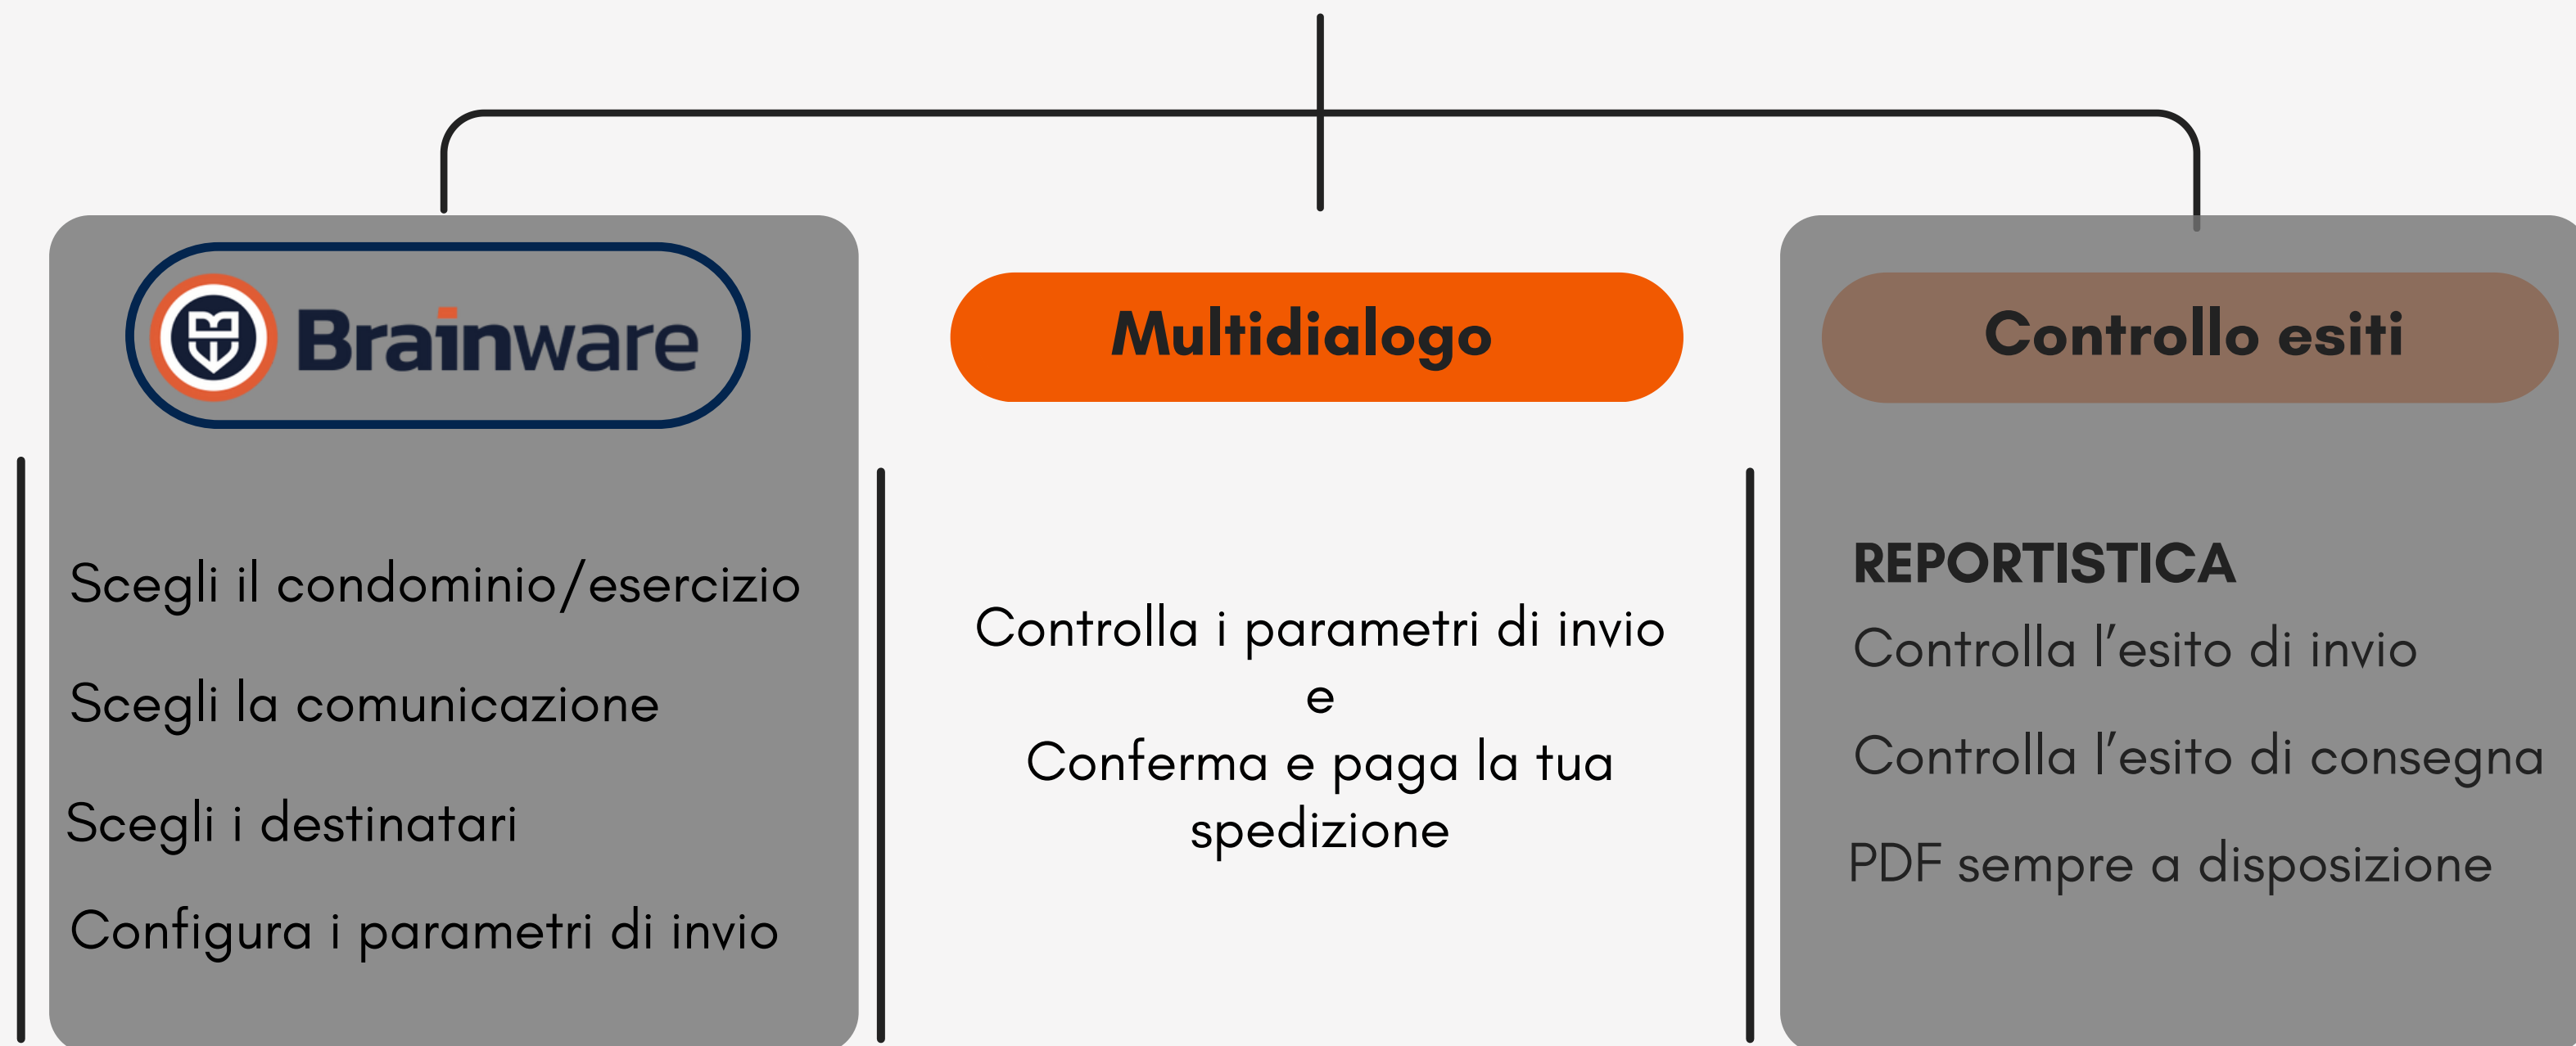 Brainware
Scegli il condominio/esercizio
Scegli la comunicazione
Scegli i destinatari
Configura i parametri di invio
Multidialogo
Controlla i parametri di invio
e
Conferma e paga la tua
spedizione
Controllo esiti
REPORTISTICA
Controlla l’esito di invio
Controlla l’esito di consegna
PDF sempre a disposizione